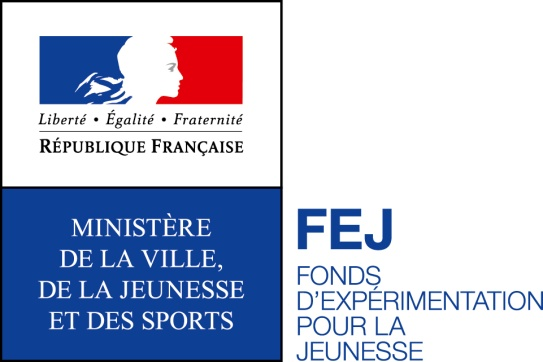 Liberté • Égalité • Fraternité
RÉPUBLIQUE FRANÇAISE
MINISTÈRE
DE LA VILLE,
DE LA JEUNESSE
ET DES SPORTS
FEJ
FONDS
D'EXPÉRIMENTATION
POUR LA
JEUNESSE